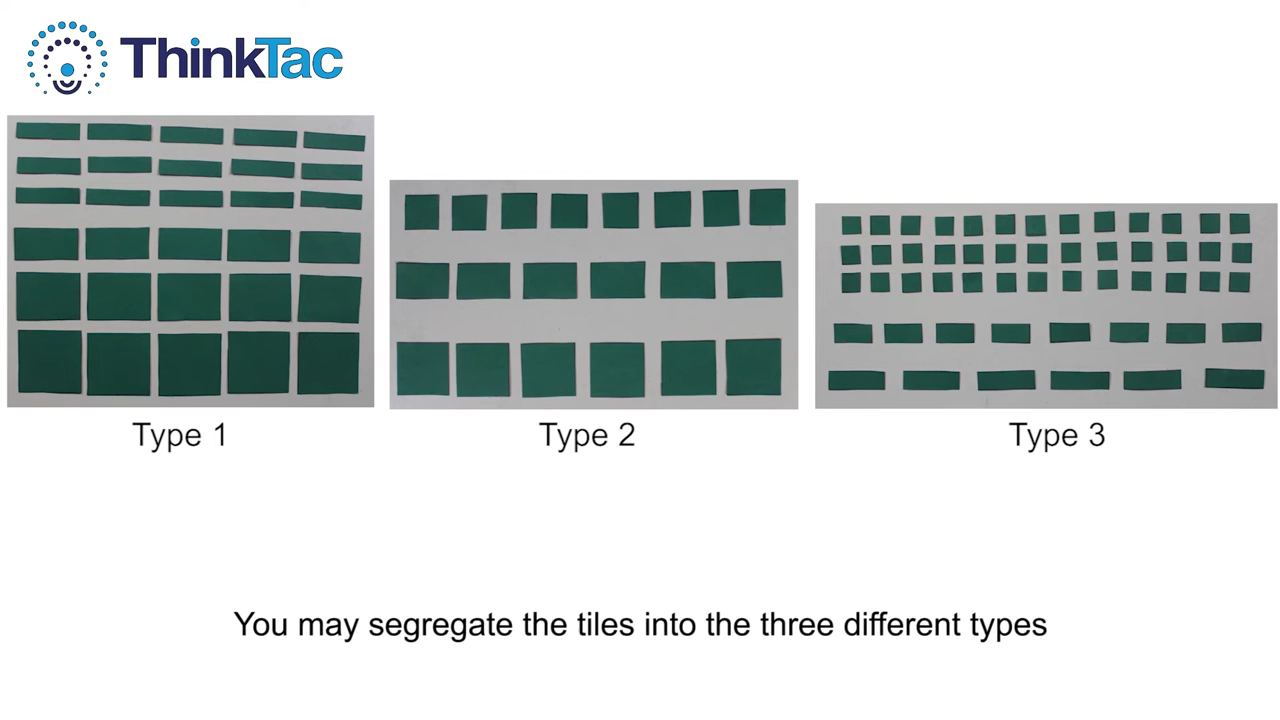 ThinkTac
Type 1
Type 2
Type 3
You may segregate the tiles into the three different types